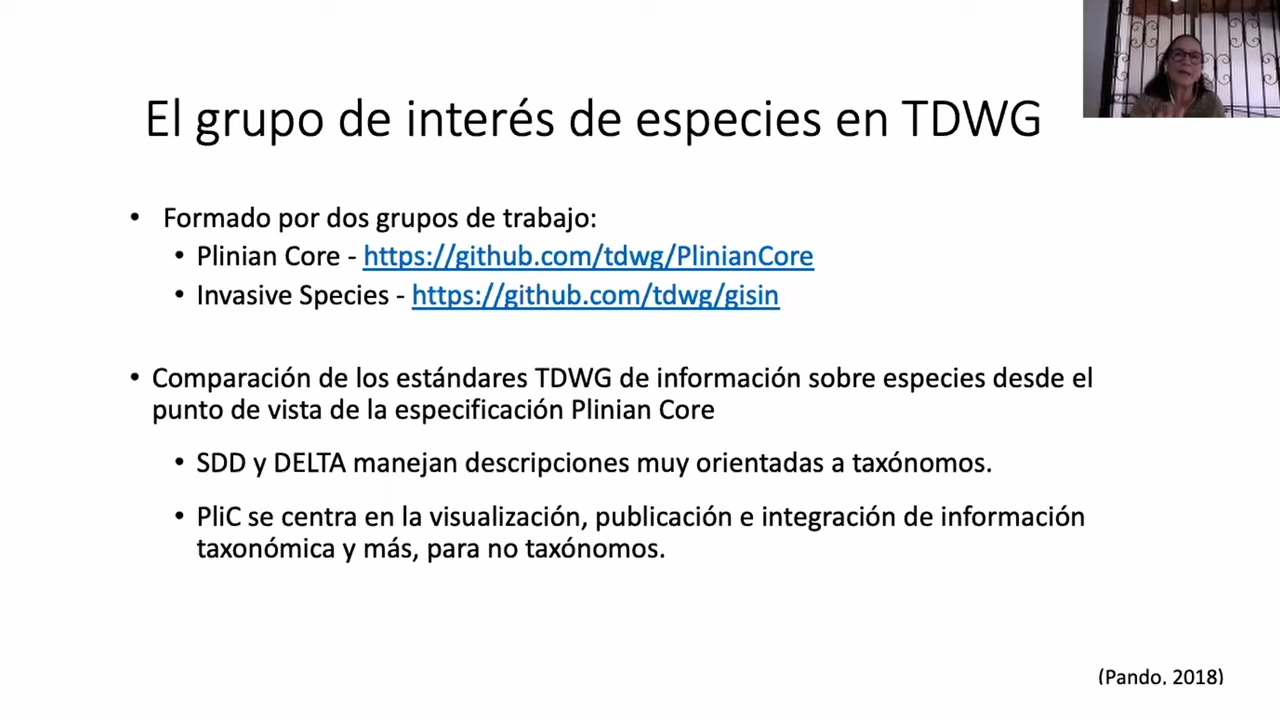 El grupo de interés de especies en TDWG
• Formado por dos grupos de trabajo:
• Plinian Core - https://github.com/tdwg/PlinianCore
• Invasive Species - https://github.com/tdwg/gisin
• Comparación de los estándares TDWG de información sobre especies desde el
punto de vista de la especificación Plinian Core
• SDD y DELTA manejan descripciones muy orientadas a taxónomos.
• PliC se centra en la visualización, publicación e integración de información
taxonómica y más, para no taxónomos.
(Pando, 2018)